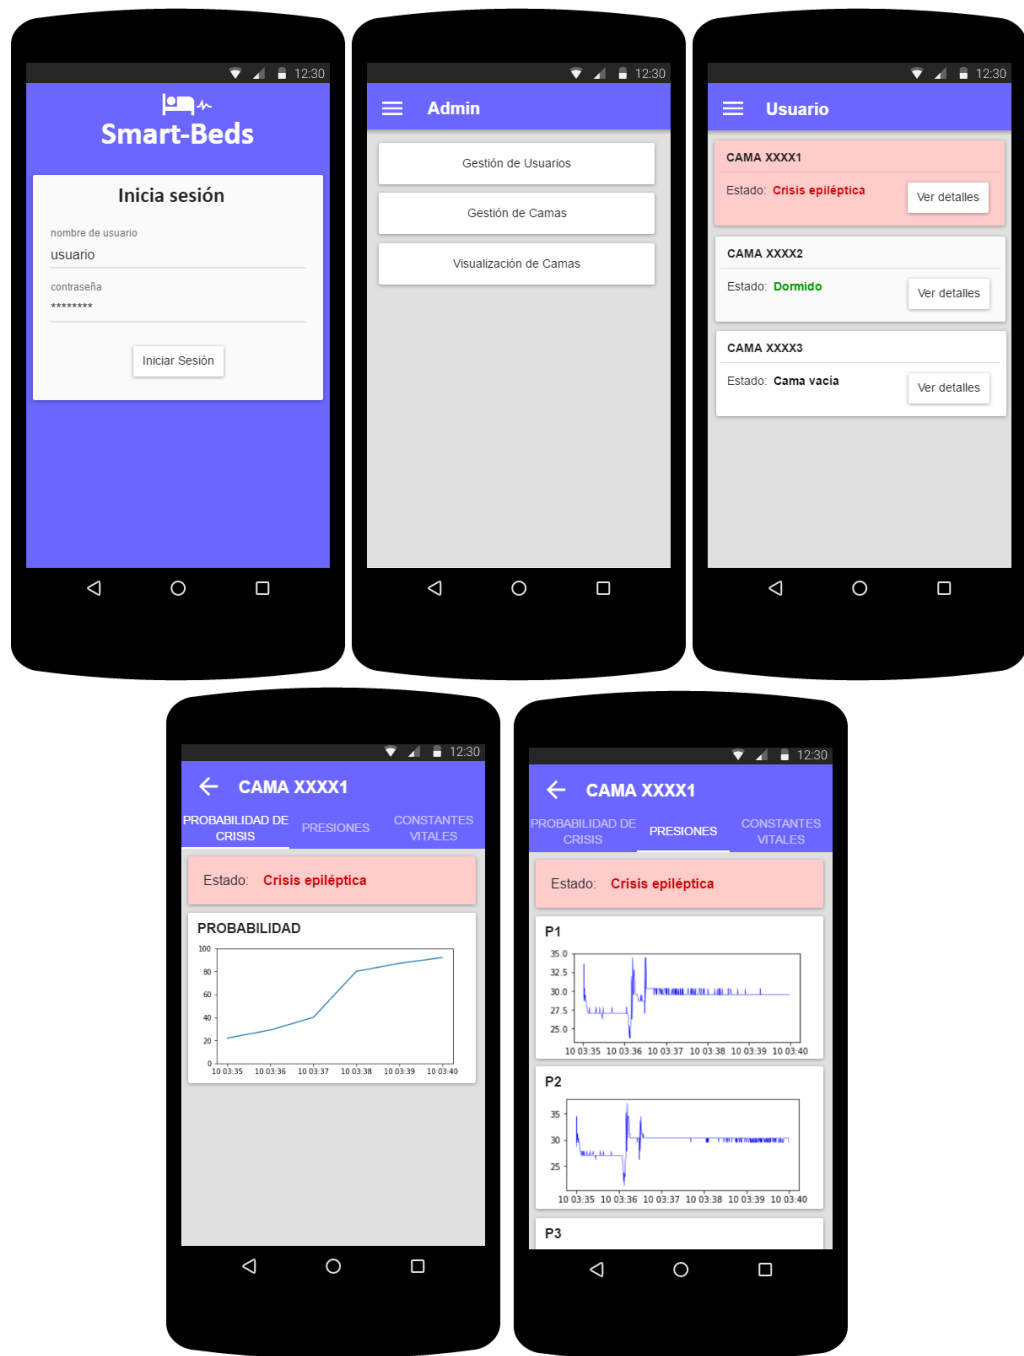 12:30
Smart-Beds
Inicia sesión
nombre de usuario
usuario
contraseña
********
Iniciar Sesión
12:30
Admin
Gestión de Usuarios
Gestión de Camas
Visualización de Camas
12:30
Usuario
CAMA XXXX1
Estado: Crisis epiléptica
Ver detalles
CAMA XXXX2
Estado: Dormido
Ver detalles
CAMA XXXX3
Estado: Cama vacía
Ver detalles
12:30
CAMA XXXX1
PROBABILIDAD DE
CRISIS
PRESIONES
CONSTANTES
VITALES
Estado: Crisis epiléptica
PROBABILIDAD
100
80
60
40
20
0
10 03:35 10 03:36 10 03:37 10 03:38 10 03:39 10 03:40
12:30
CAMA XXXX1
PROBABILIDAD DE
CRISIS
PRESIONES
CONSTANTES
VITALES
Estado: Crisis epiléptica
P1
35.0
32.5
30.0
27.5
25.0
10 03:35 10 03:36 10 03:37 10 03:38 10 03:39 10 03:40
P2
35
30
25
10 03:35 10 03:36 10 03:37 10 03:38 10 03:39 10 03:40
P3